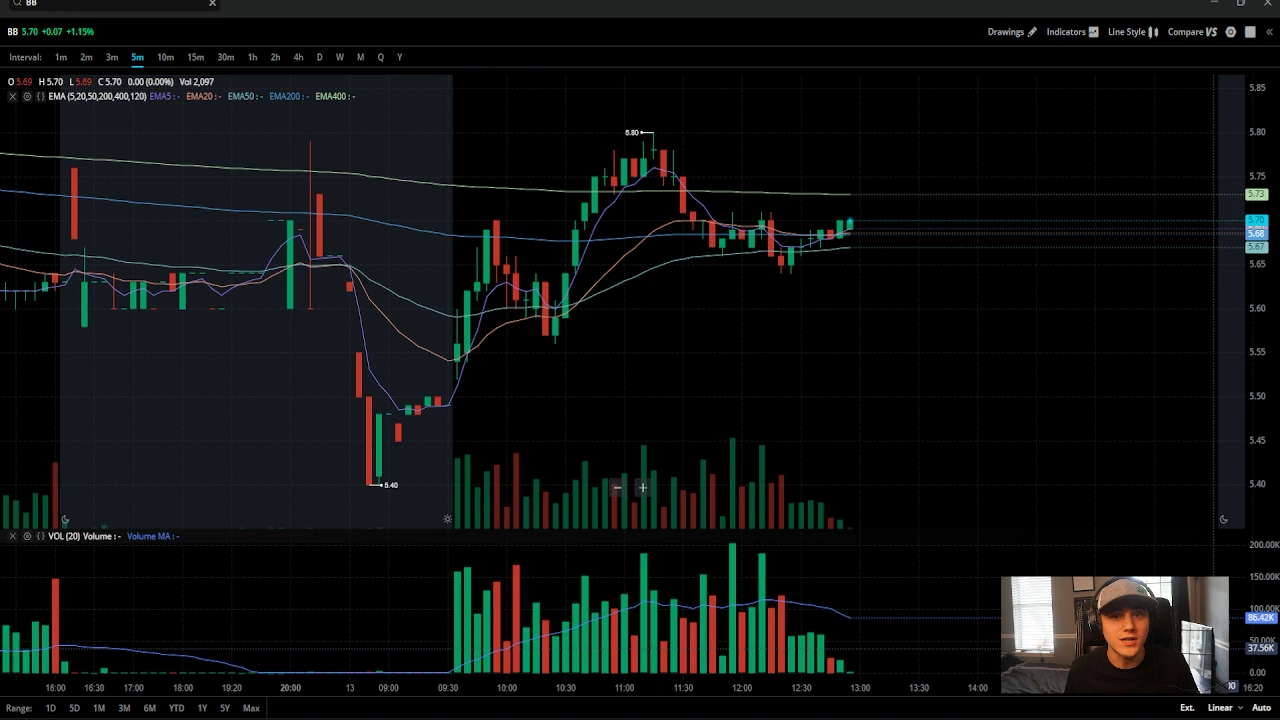 BB
BB 5.70 +0.07 +1.15%
Drawings Indicators Line Style Compare VS
Interval: 1m 2m 3m 5m 10m 15m 30m 1h 2h 4h D W M Q Y
O 5.69 H 5.70 L 5.69 C 5.70 0.00 (0.00%) Vol 2,097
EMA (5,20,50,200,400,120) EMA5 : - EMA20 : - EMA50 : - EMA200 : - EMA400 : -
5.85
5.80
5.80
5.75
5.73
5.70
5.68
5.67
5.65
5.60
5.55
5.50
5.45
5.40
5.40
VOL (20) Volume : - Volume MA : -
200.00K
150.00K
100.00K
86.42K
50.00K
37.56K
0.00
16:00 16:30 17:00 18:00 19:20 20:00 13 09:00 09:30 10:00 10:30 11:00 11:30 12:00 12:30 13:00 13:30 14:00 16:20
Range: 1D 5D 1M 3M 6M YTD 1Y 5Y Max
Ext. Linear Auto